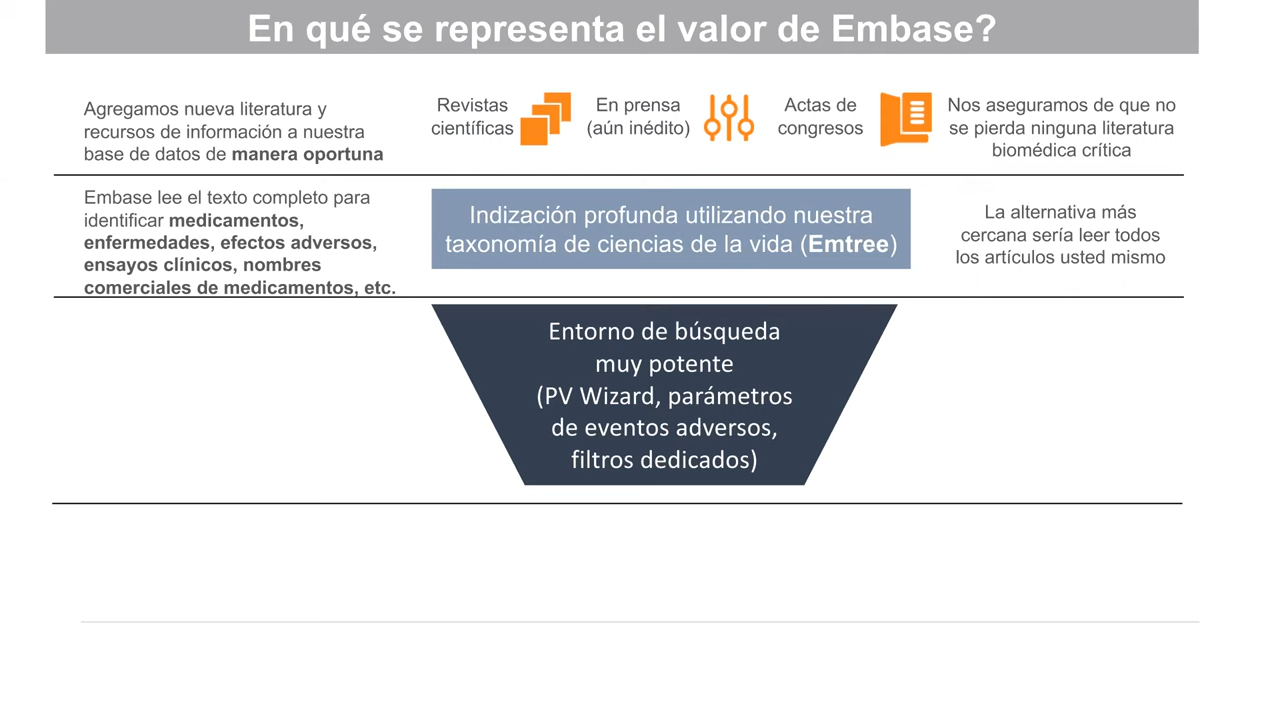 En qué se representa el valor de Embase?
Agregamos nueva literatura y
recursos de información a nuestra
base de datos de manera oportuna
Revistas
científicas
En prensa
(aún inédito)
Actas de
congresos
Nos aseguramos de que no
se pierda ninguna literatura
biomédica crítica
Embase lee el texto completo para
identificar medicamentos,
enfermedades, efectos adversos,
ensayos clínicos, nombres
comerciales de medicamentos, etc.
Indización profunda utilizando nuestra
taxonomía de ciencias de la vida (Emtree)
La alternativa más
cercana sería leer todos
los artículos usted mismo
Entorno de búsqueda
muy potente
(PV Wizard, parámetros
de eventos adversos,
filtros dedicados)